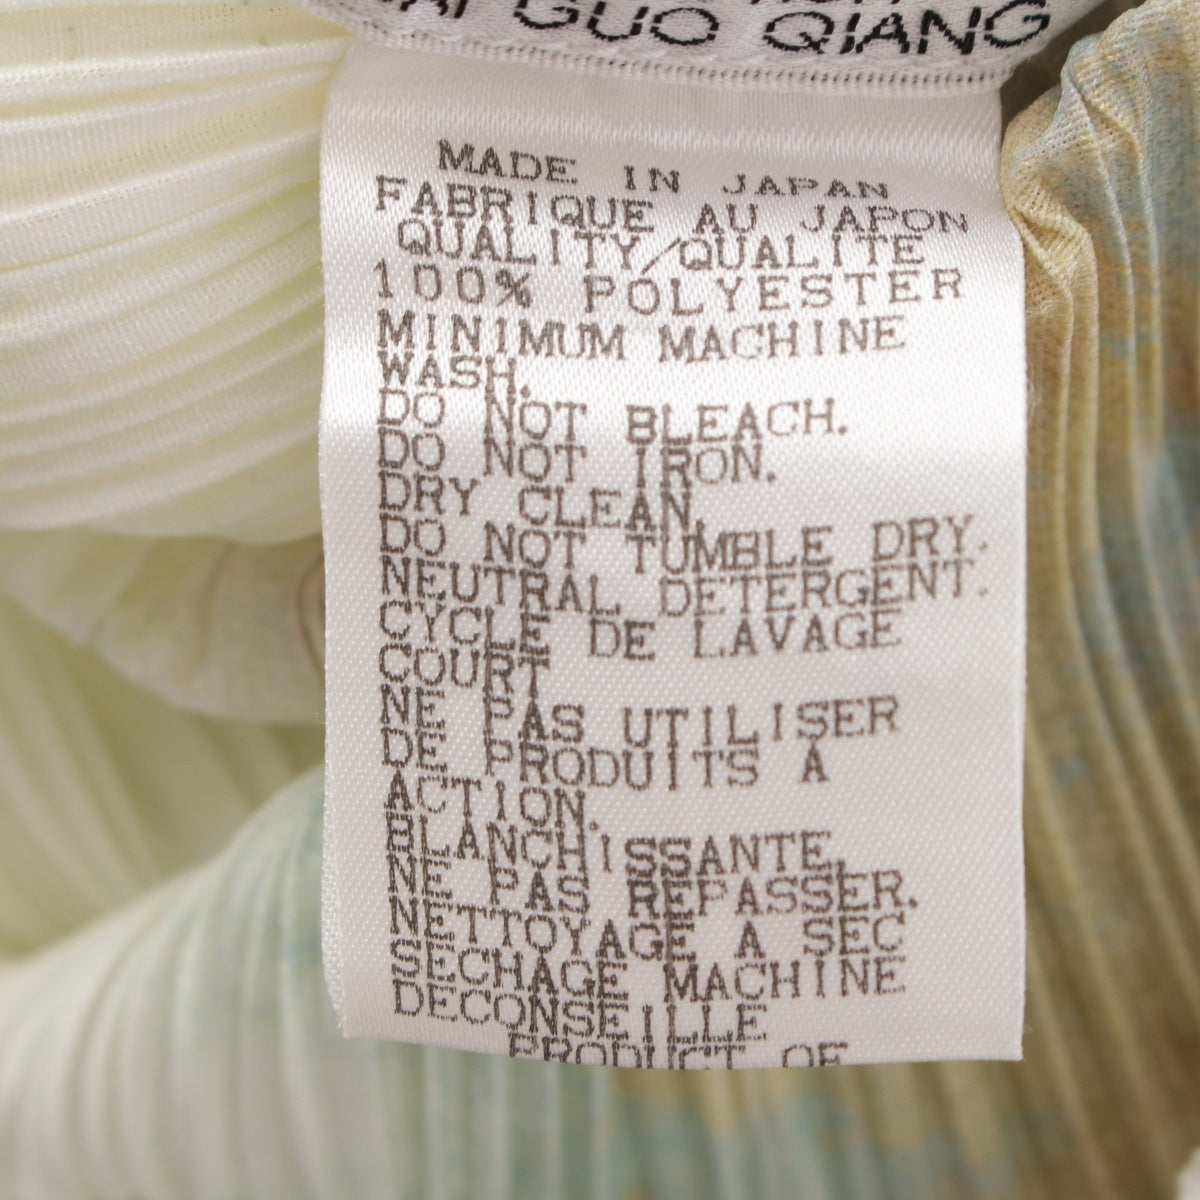 GUO QIANG
MADE IN JAPAN
FABRIQUE AU JAPON
QUALITY/QUALITE
100% POLYESTER
MINIMUM MACHINE
WASH.
DO NOT BLEACH.
DO NOT IRON.
DRY CLEAN.
DO NOT TUMBLE DRY.
NEUTRAL DETERGENT.
CYCLE DE LAVAGE
COURT
NE PAS UTILISER
DE PRODUITS A
ACTION.
BLANCHISSANTE.
NE PAS REPASSER.
NETTOYAGE A SEC
SECHAGE MACHINE
DECONSEILLE
PRODUCT OF